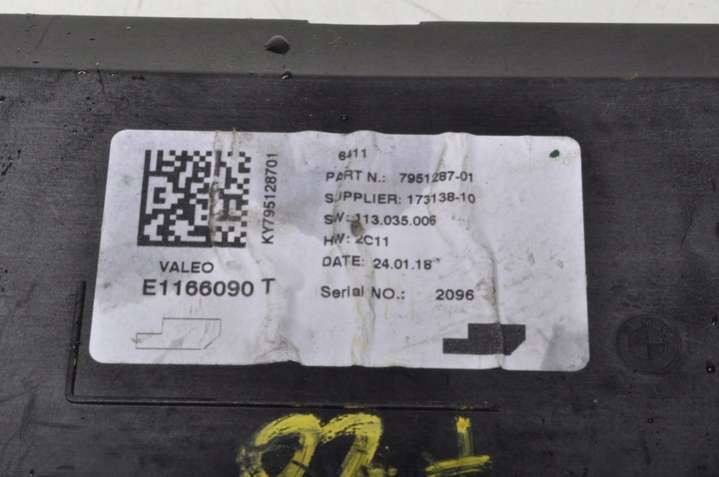 6411
PART N.: 7951287-01
SUPPLIER: 173138-10
SW: 113.035.006
HW: 2C11
DATE: 24.01.18
Serial NO.: 2096
KY795128701
VALEO
E1166090 T